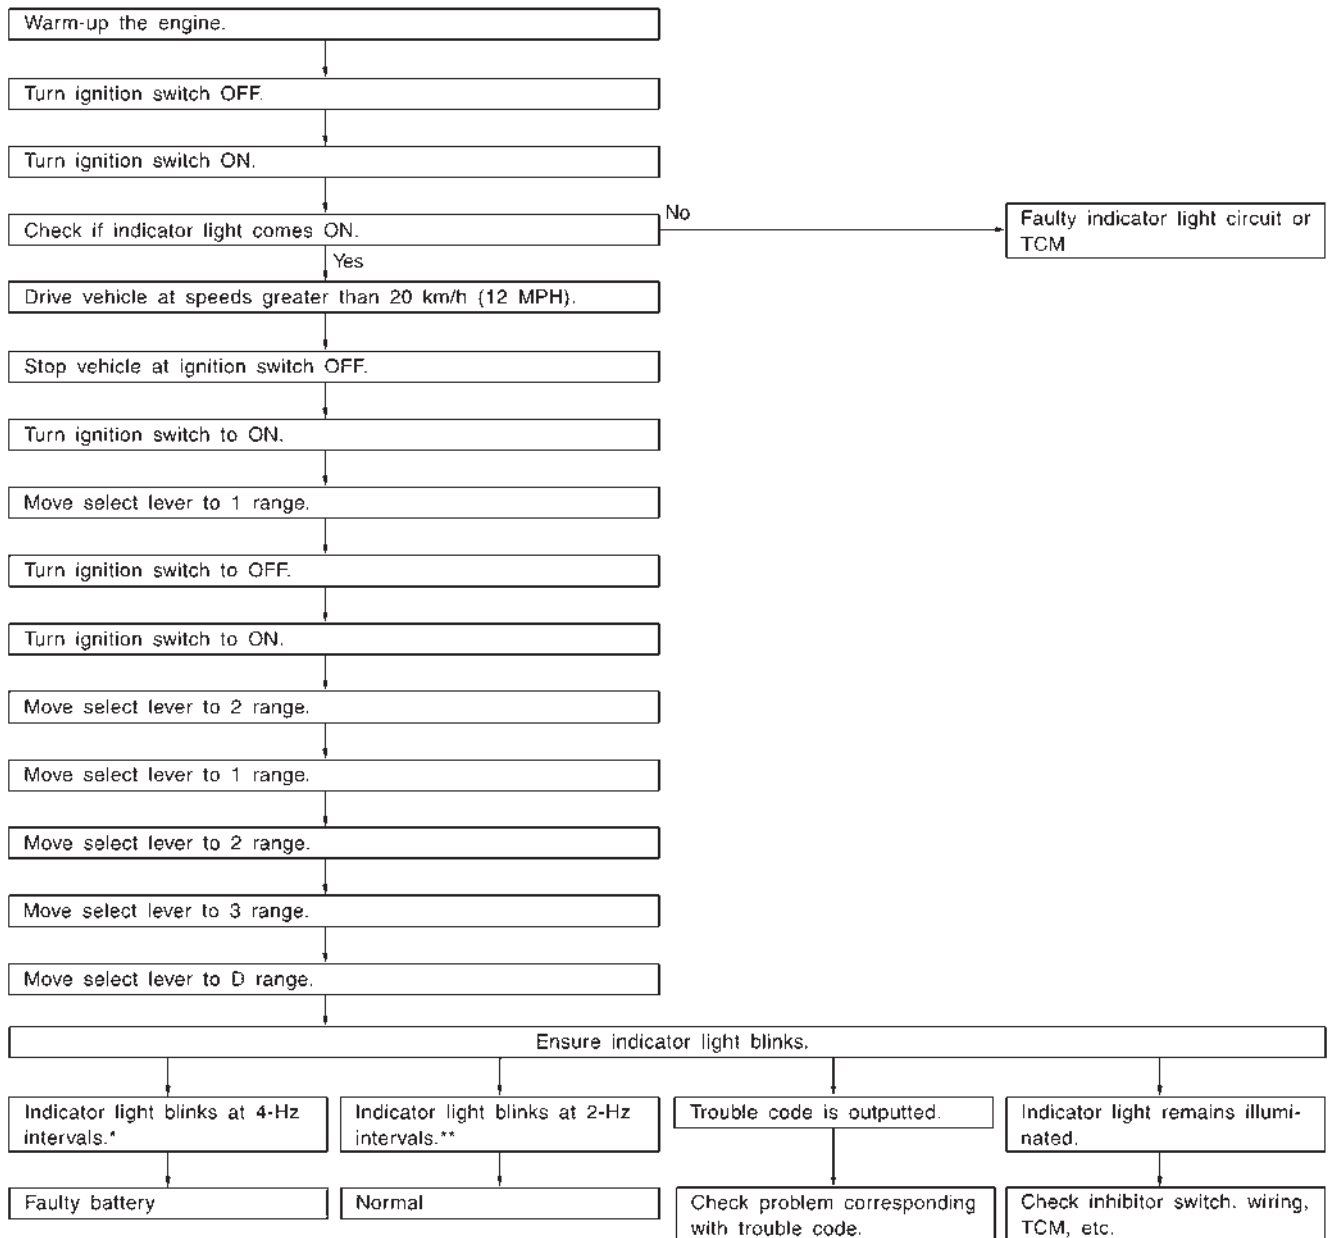 Warm-up the engine.
Turn ignition switch OFF.
Turn ignition switch ON.
Check if indicator light comes ON.
No
Faulty indicator light circuit or
TCM
Yes
Drive vehicle at speeds greater than 20 km/h (12 MPH).
Stop vehicle at ignition switch OFF.
Turn ignition switch to ON.
Move select lever to 1 range.
Turn ignition switch to OFF.
Turn ignition switch to ON.
Move select lever to 2 range.
Move select lever to 1 range.
Move select lever to 2 range.
Move select lever to 3 range.
Move select lever to D range.
Ensure indicator light blinks.
Indicator light blinks at 4-Hz
intervals.*
Indicator light blinks at 2-Hz
intervals.**
Trouble code is outputted.
Indicator light remains illumi-
nated.
Faulty battery
Normal
Check problem corresponding
with trouble code.
Check inhibitor switch. wiring,
TCM, etc.